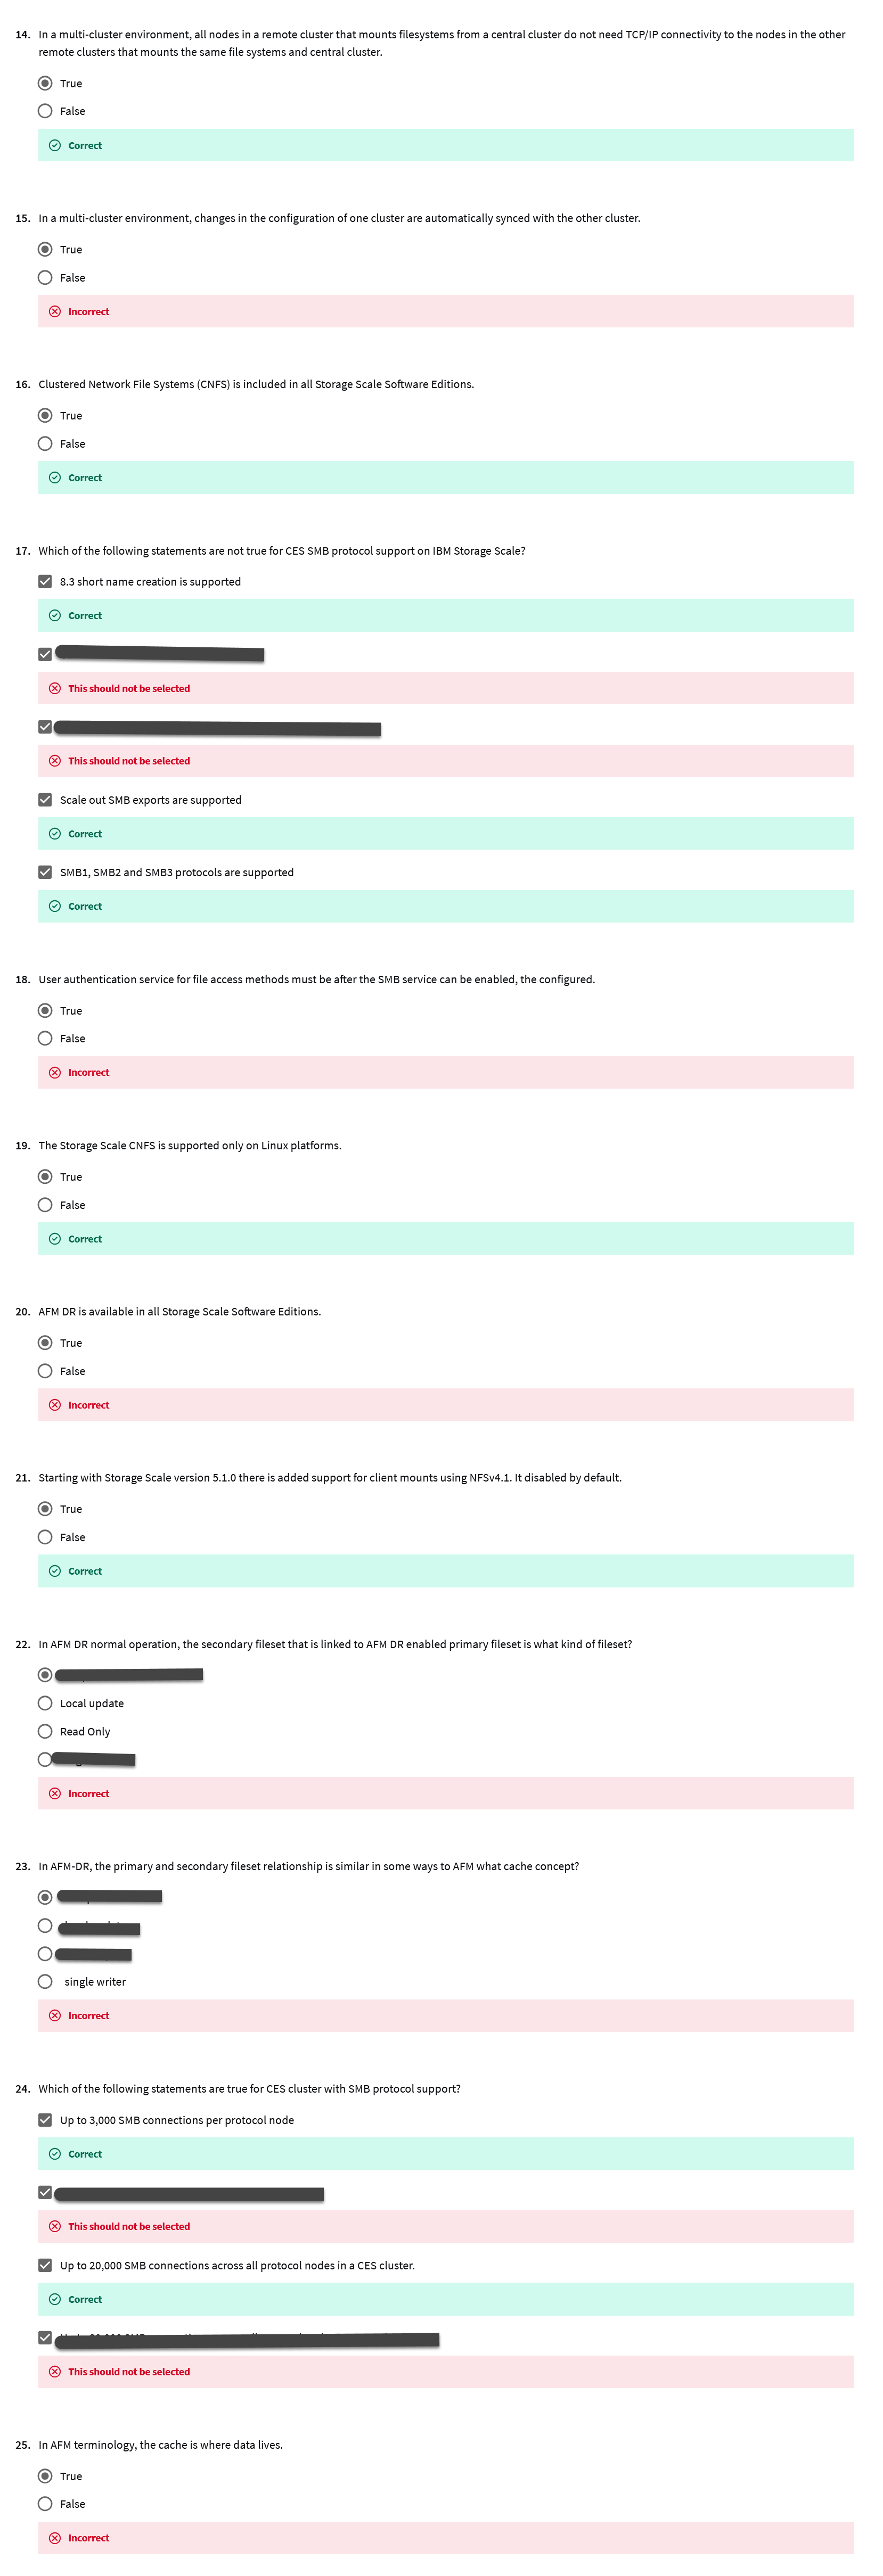 14. In a multi-cluster environment, all nodes in a remote cluster that mounts filesystems from a central cluster do not need TCP/IP connectivity to the nodes in the other
remote clusters that mounts the same file systems and central cluster.
True
False
Correct
15. In a multi-cluster environment, changes in the configuration of one cluster are automatically synced with the other cluster.
True
False
Incorrect
16. Clustered Network File Systems (CNFS) is included in all Storage Scale Software Editions.
True
False
Correct
17. Which of the following statements are not true for CES SMB protocol support on IBM Storage Scale?
8.3 short name creation is supported
Correct
This should not be selected
This should not be selected
Scale out SMB exports are supported
Correct
SMB1, SMB2 and SMB3 protocols are supported
Correct
18. User authentication service for file access methods must be after the SMB service can be enabled, the configured.
True
False
Incorrect
19. The Storage Scale CNFS is supported only on Linux platforms.
True
False
Correct
20. AFM DR is available in all Storage Scale Software Editions.
True
False
Incorrect
21. Starting with Storage Scale version 5.1.0 there is added support for client mounts using NFSv4.1. It disabled by default.
True
False
Correct
22. In AFM DR normal operation, the secondary fileset that is linked to AFM DR enabled primary fileset is what kind of fileset?
Local update
Read Only
Incorrect
23. In AFM-DR, the primary and secondary fileset relationship is similar in some ways to AFM what cache concept?
single writer
Incorrect
24. Which of the following statements are true for CES cluster with SMB protocol support?
Up to 3,000 SMB connections per protocol node
Correct
This should not be selected
Up to 20,000 SMB connections across all protocol nodes in a CES cluster.
Correct
This should not be selected
25. In AFM terminology, the cache is where data lives.
True
False
Incorrect